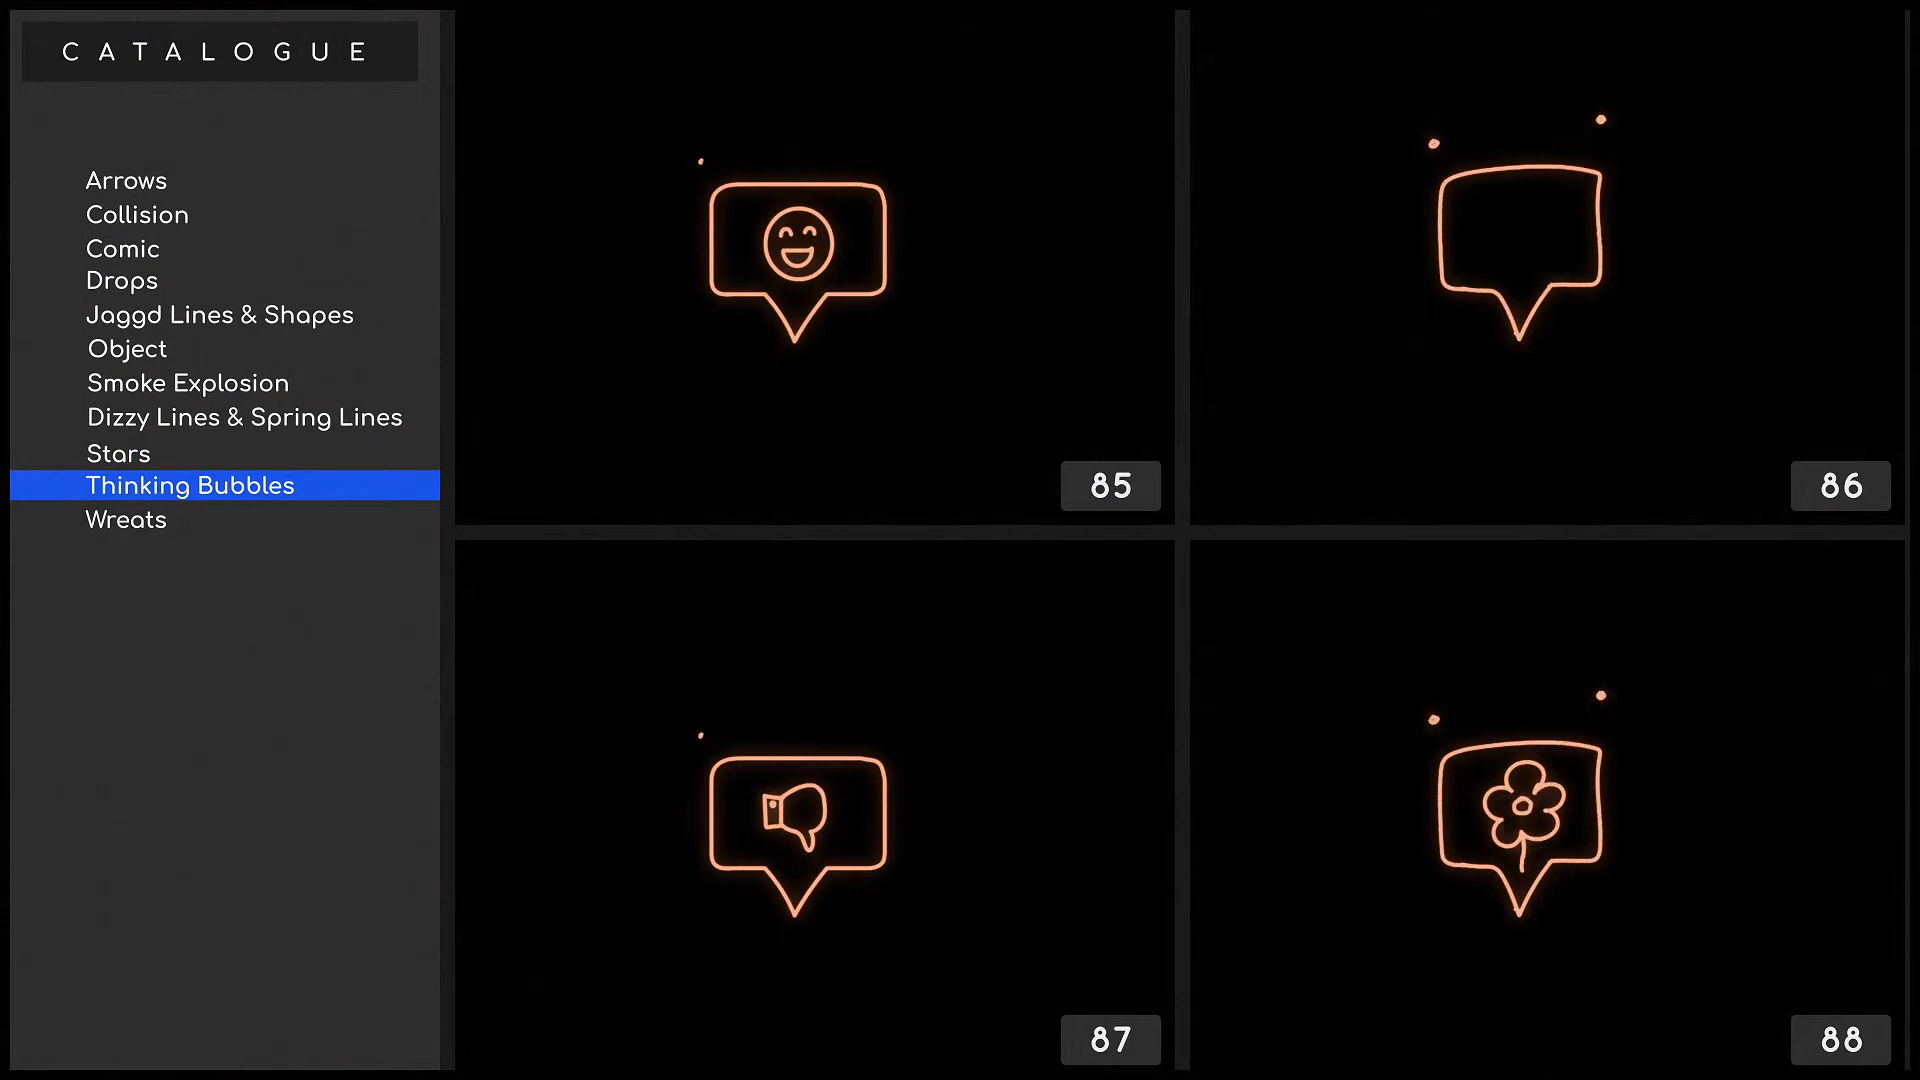 CATALOGUE
Arrows
Collision
Comic
Drops
Jaggd Lines & Shapes
Object
Smoke Explosion
Dizzy Lines & Spring Lines
Stars
Thinking Bubbles
Wreats
85
86
87
88